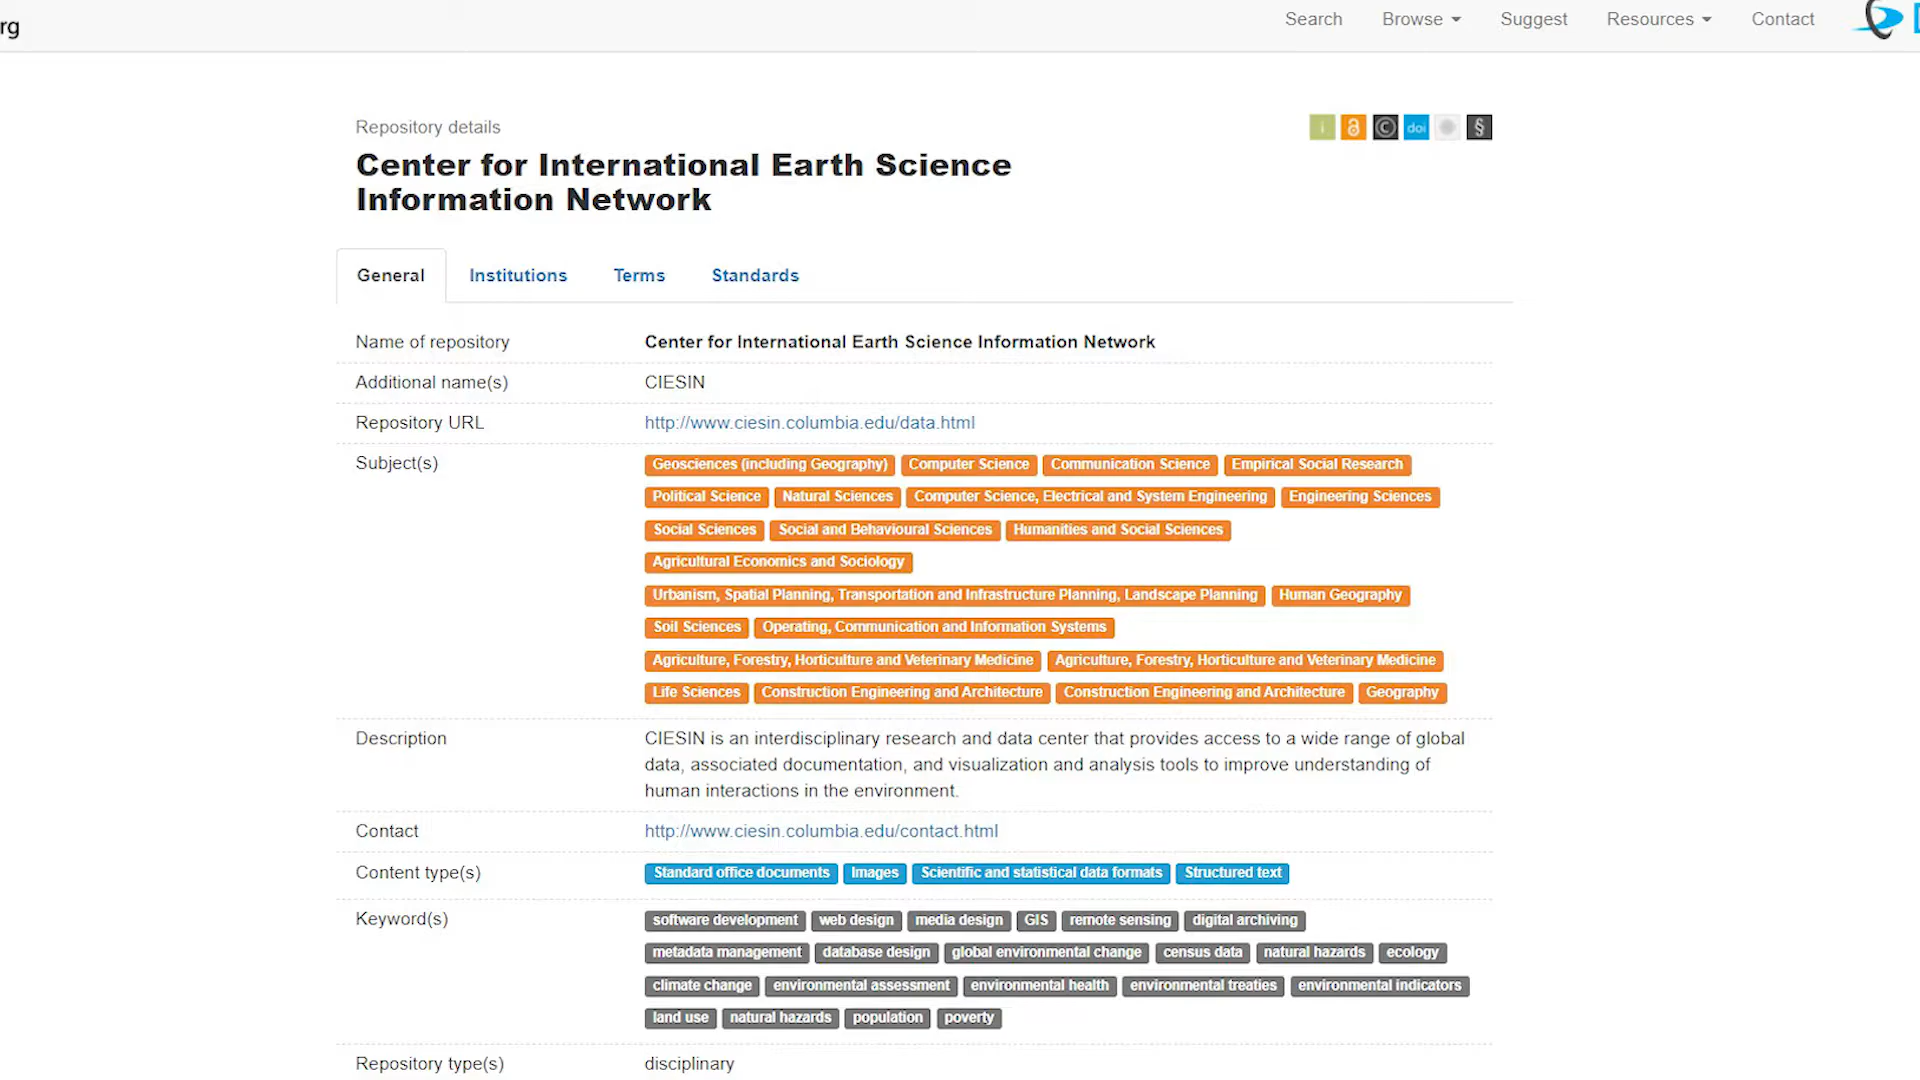 rg
Search Browse Suggest Resources Contact
Repository details
i © doi §
Center for International Earth Science
Information Network
General Institutions Terms Standards
Name of repository Center for International Earth Science Information Network
Additional name(s) CIESIN
Repository URL http://www.ciesin.columbia.edu/data.html
Subject(s) Geosciences (including Geography) Computer Science Communication Science Empirical Social Research
Political Science Natural Sciences Computer Science, Electrical and System Engineering Engineering Sciences
Social Sciences Social and Behavioural Sciences Humanities and Social Sciences
Agricultural Economics and Sociology
Urbanism, Spatial Planning, Transportation and Infrastructure Planning, Landscape Planning Human Geography
Soil Sciences Operating, Communication and Information Systems
Agriculture, Forestry, Horticulture and Veterinary Medicine Agriculture, Forestry, Horticulture and Veterinary Medicine
Life Sciences Construction Engineering and Architecture Construction Engineering and Architecture Geography
Description CIESIN is an interdisciplinary research and data center that provides access to a wide range of global
data, associated documentation, and visualization and analysis tools to improve understanding of
human interactions in the environment.
Contact http://www.ciesin.columbia.edu/contact.html
Content type(s) Standard office documents Images Scientific and statistical data formats Structured text
Keyword(s) software development web design media design GIS remote sensing digital archiving
metadata management database design global environmental change census data natural hazards ecology
climate change environmental assessment environmental health environmental treaties environmental indicators
land use natural hazards population poverty
Repository type(s) disciplinary